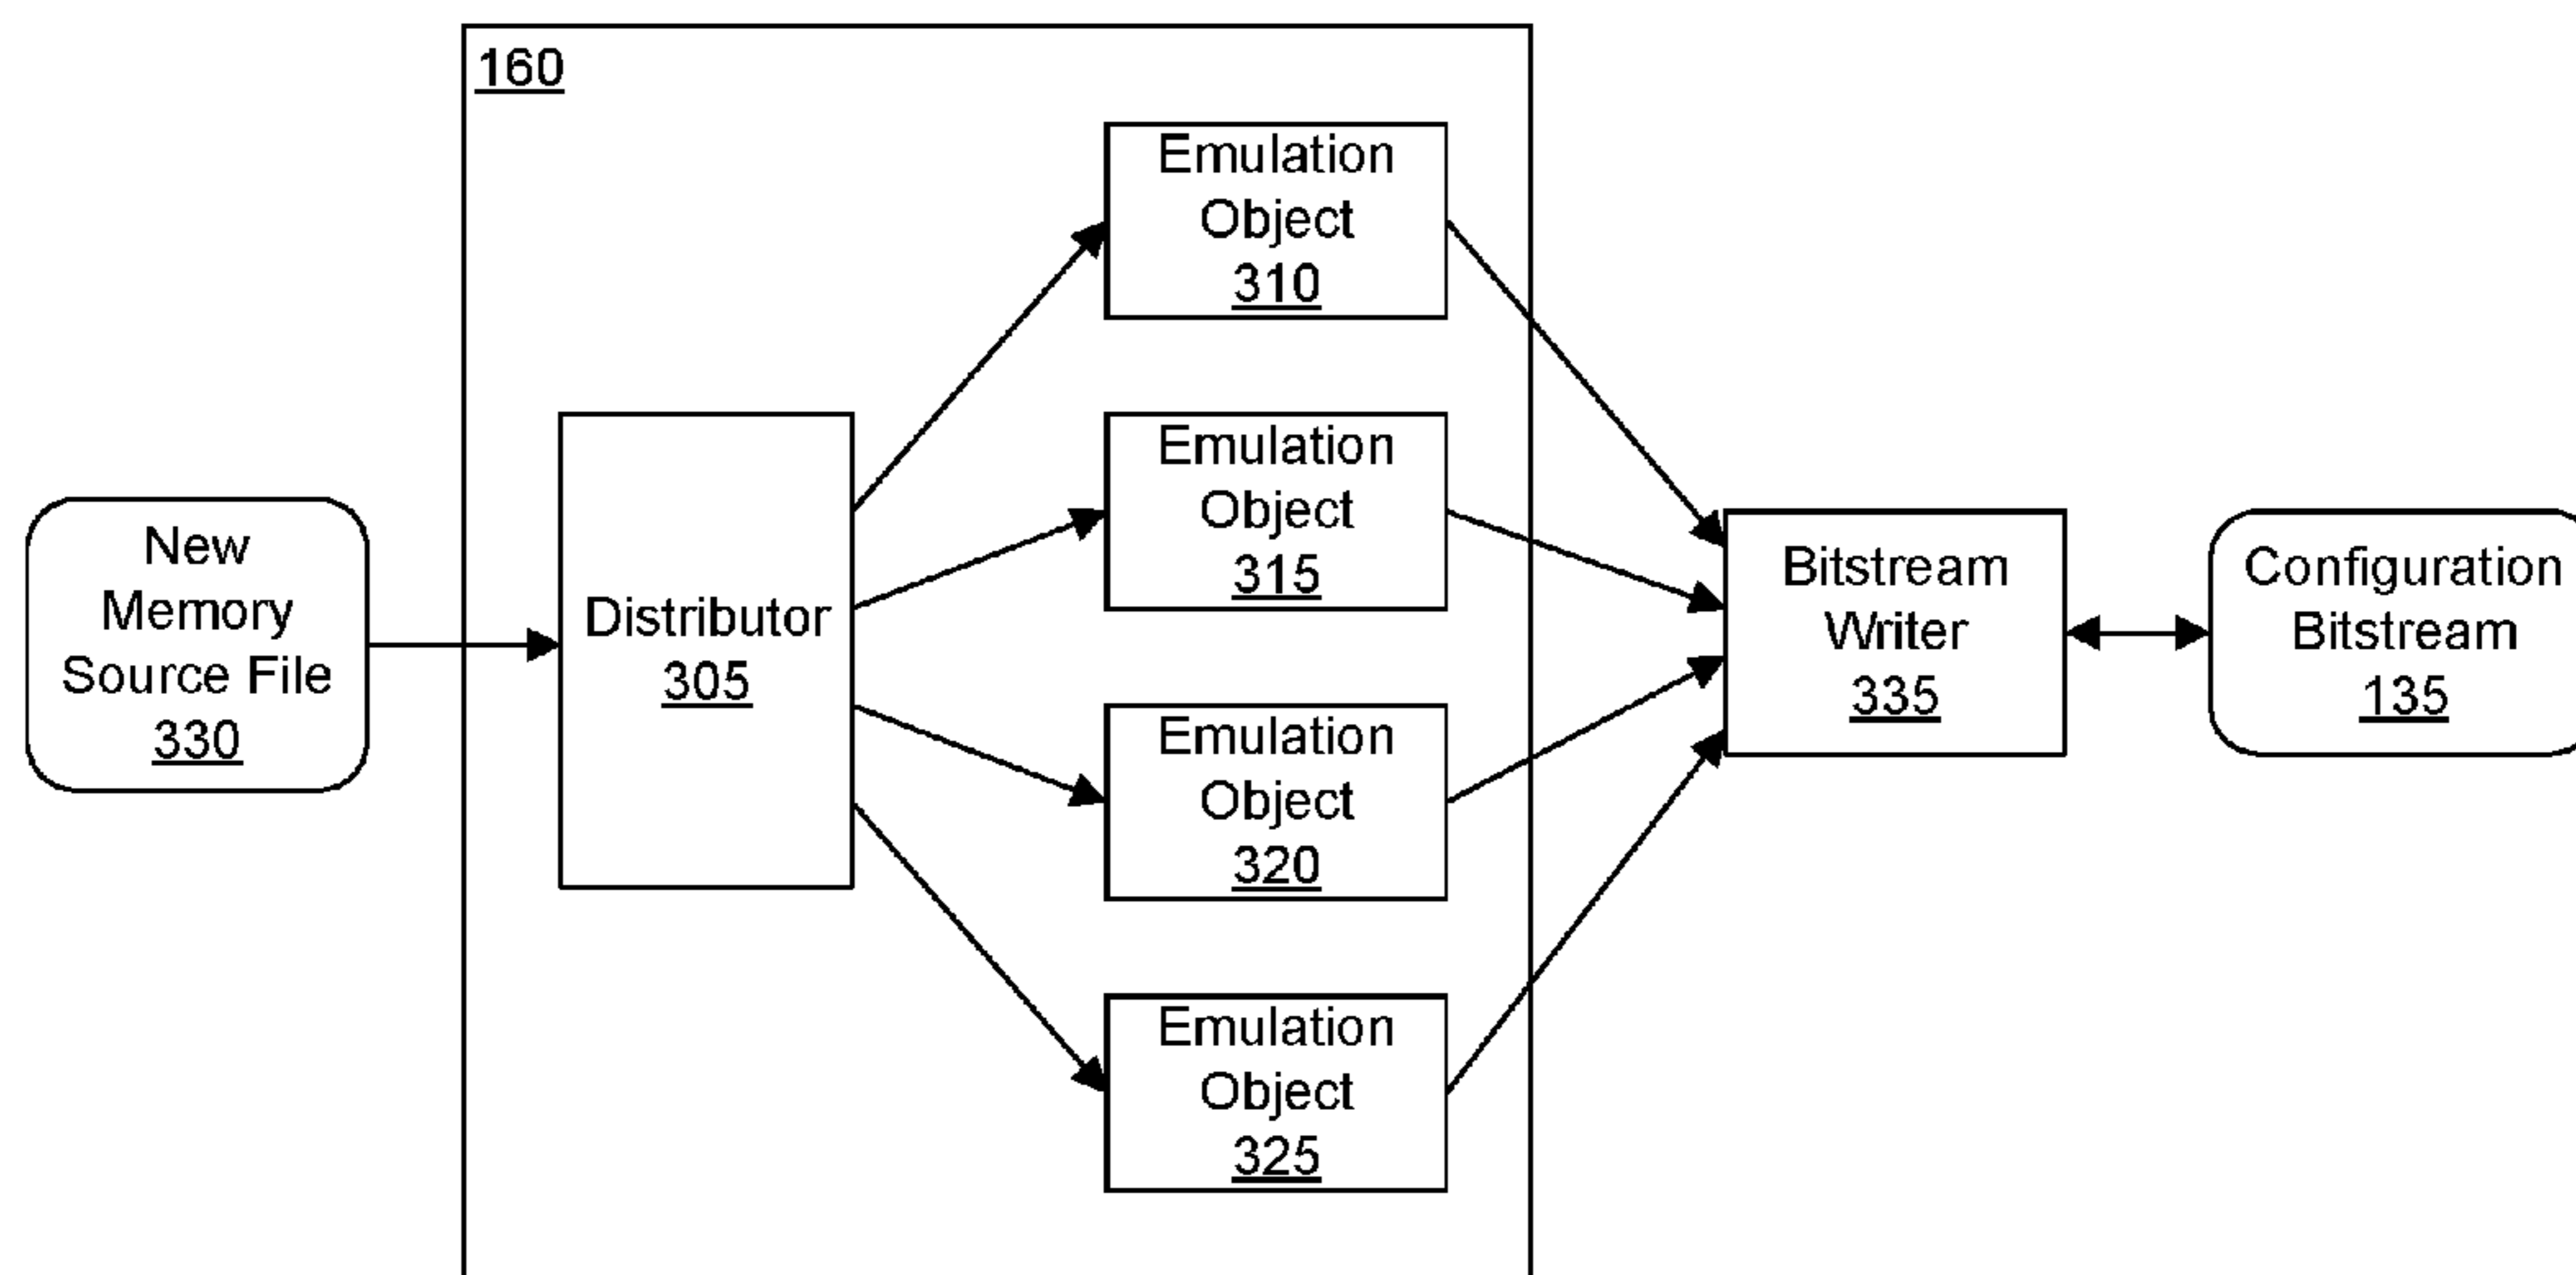 160
New
Memory
Source File
330
Distributor
305
Emulation
Object
310
Emulation
Object
315
Emulation
Object
320
Emulation
Object
325
Bitstream
Writer
335
Configuration
Bitstream
135